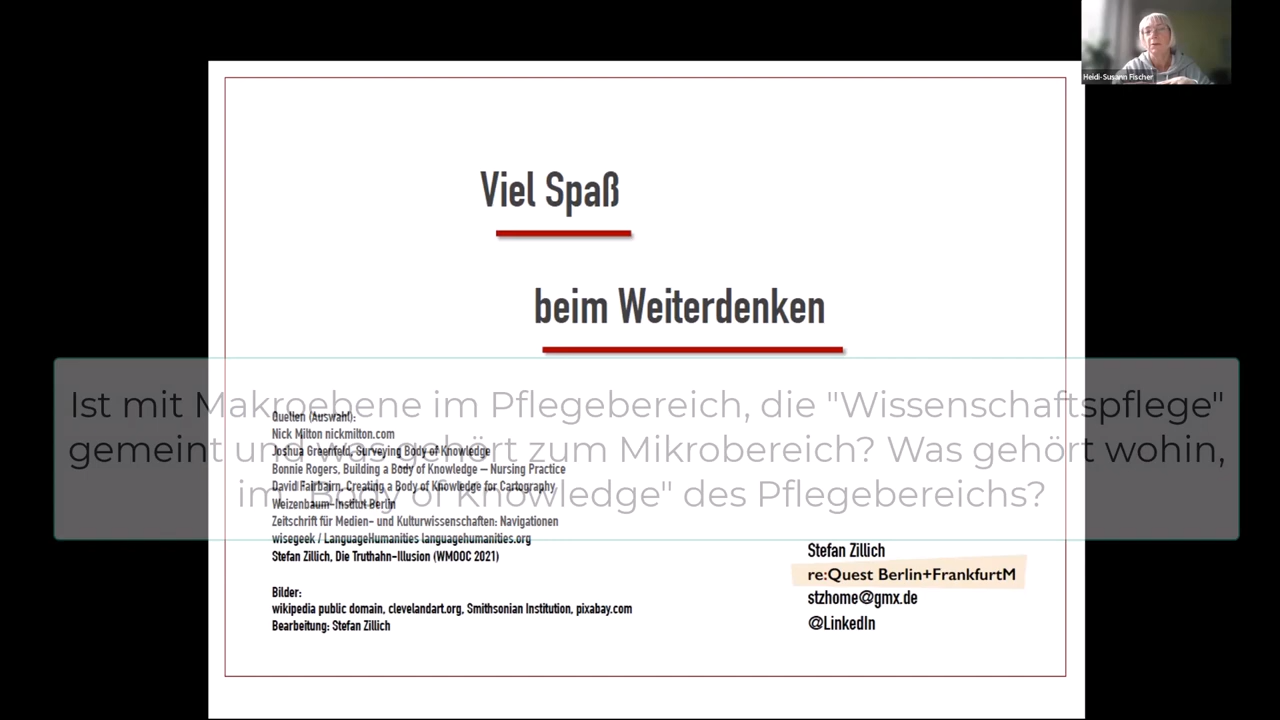 Heidi-Susann Fischer
Viel Spaß
beim Weiterdenken
Ist mit Makroebene im Pflegebereich, die "Wissenschaftspflege"
gemeint und was gehört zum Mikrobereich? Was gehört wohin,
im "Body of Knowledge" des Pflegebereichs?
Quellen (Auswahl):
Nick Milton nickmilton.com
Joshua Greenfeld, Surveying Body of Knowledge
Bonnie Rogers, Building a Body of Knowledge – Nursing Practice
David Fairbairn, Creating a Body of Knowledge for Cartography
Weizenbaum-Institut Berlin
Zeitschrift für Medien- und Kulturwissenschaften: Navigationen
wisegeek / LanguageHumanities languagehumanities.org
Stefan Zillich, Die Truthahn-Illusion (WMOOC 2021)
Bilder:
wikipedia public domain, clevelandart.org, Smithsonian Institution, pixabay.com
Bearbeitung: Stefan Zillich
Stefan Zillich
re:Quest Berlin+FrankfurtM
stzhome@gmx.de
@LinkedIn